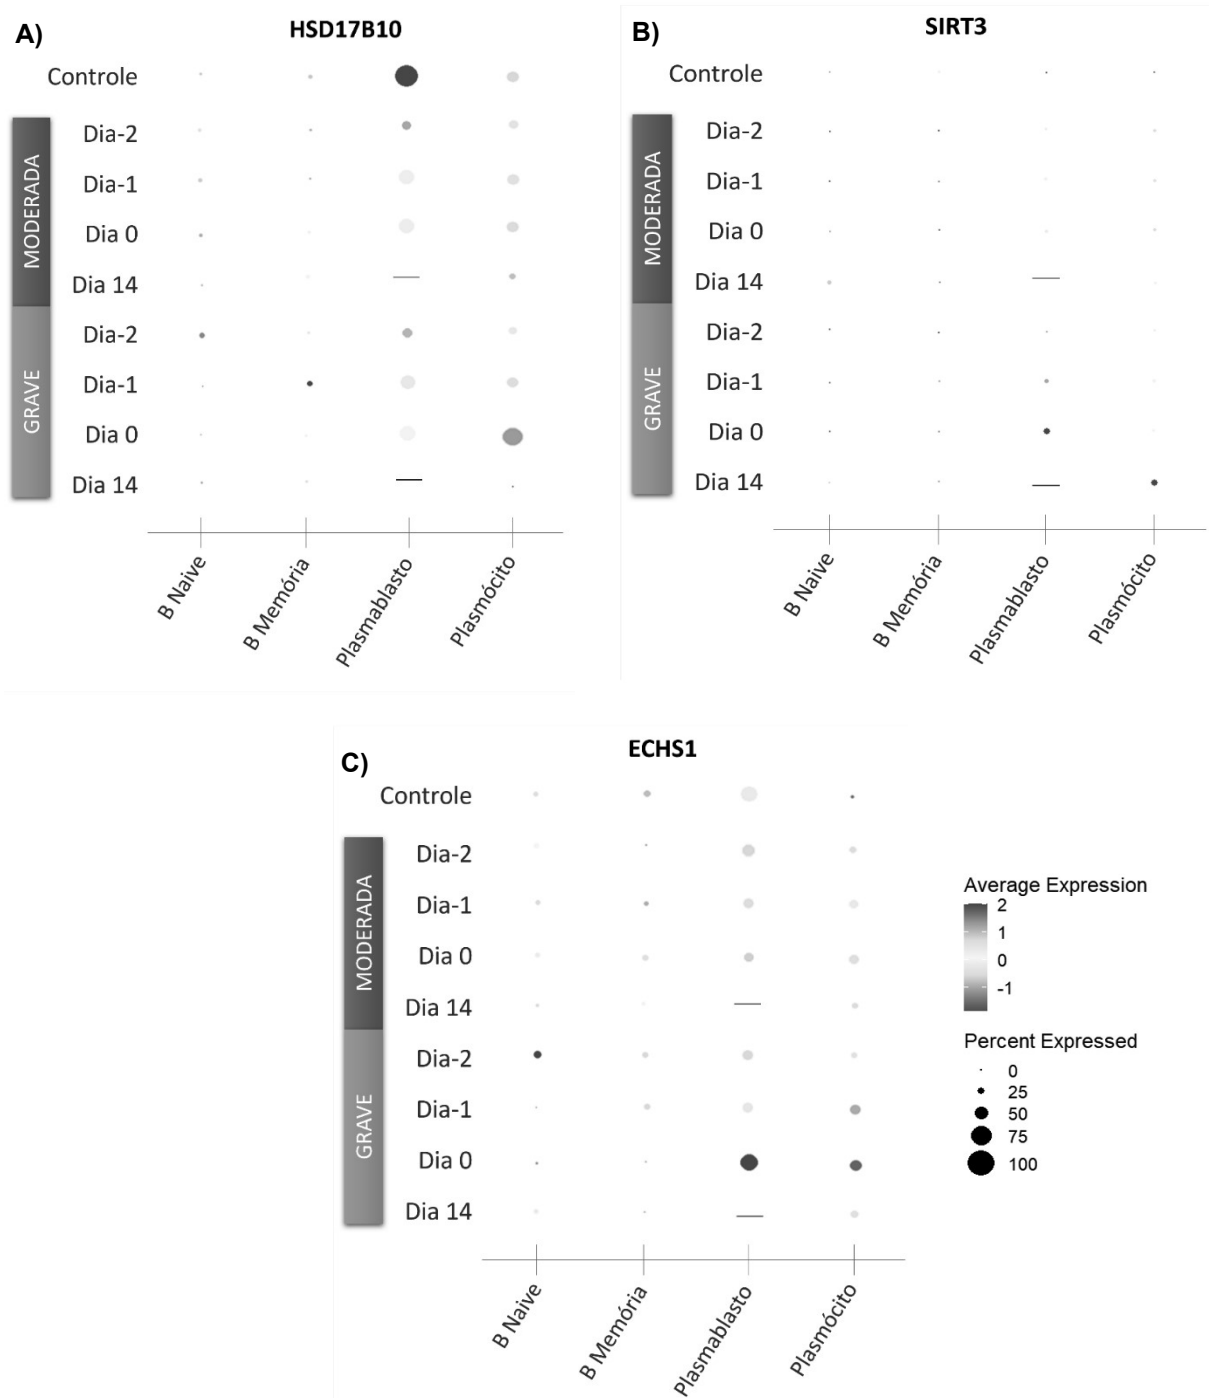 A)
HSD17B10
Controle
MODERADA
Dia-2
Dia-1
Dia 0
Dia 14
GRAVE
Dia-2
Dia-1
Dia 0
Dia 14
B Naive
B Memória
Plasmablasto
Plasmócito
B)
SIRT3
Controle
MODERADA
Dia-2
Dia-1
Dia 0
Dia 14
GRAVE
Dia-2
Dia-1
Dia 0
Dia 14
B Naive
B Memória
Plasmablasto
Plasmócito
C)
ECHS1
Controle
MODERADA
Dia-2
Dia-1
Dia 0
Dia 14
GRAVE
Dia-2
Dia-1
Dia 0
Dia 14
B Naive
B Memória
Plasmablasto
Plasmócito
Average Expression
2
1
0
-1
Percent Expressed
0
25
50
75
100